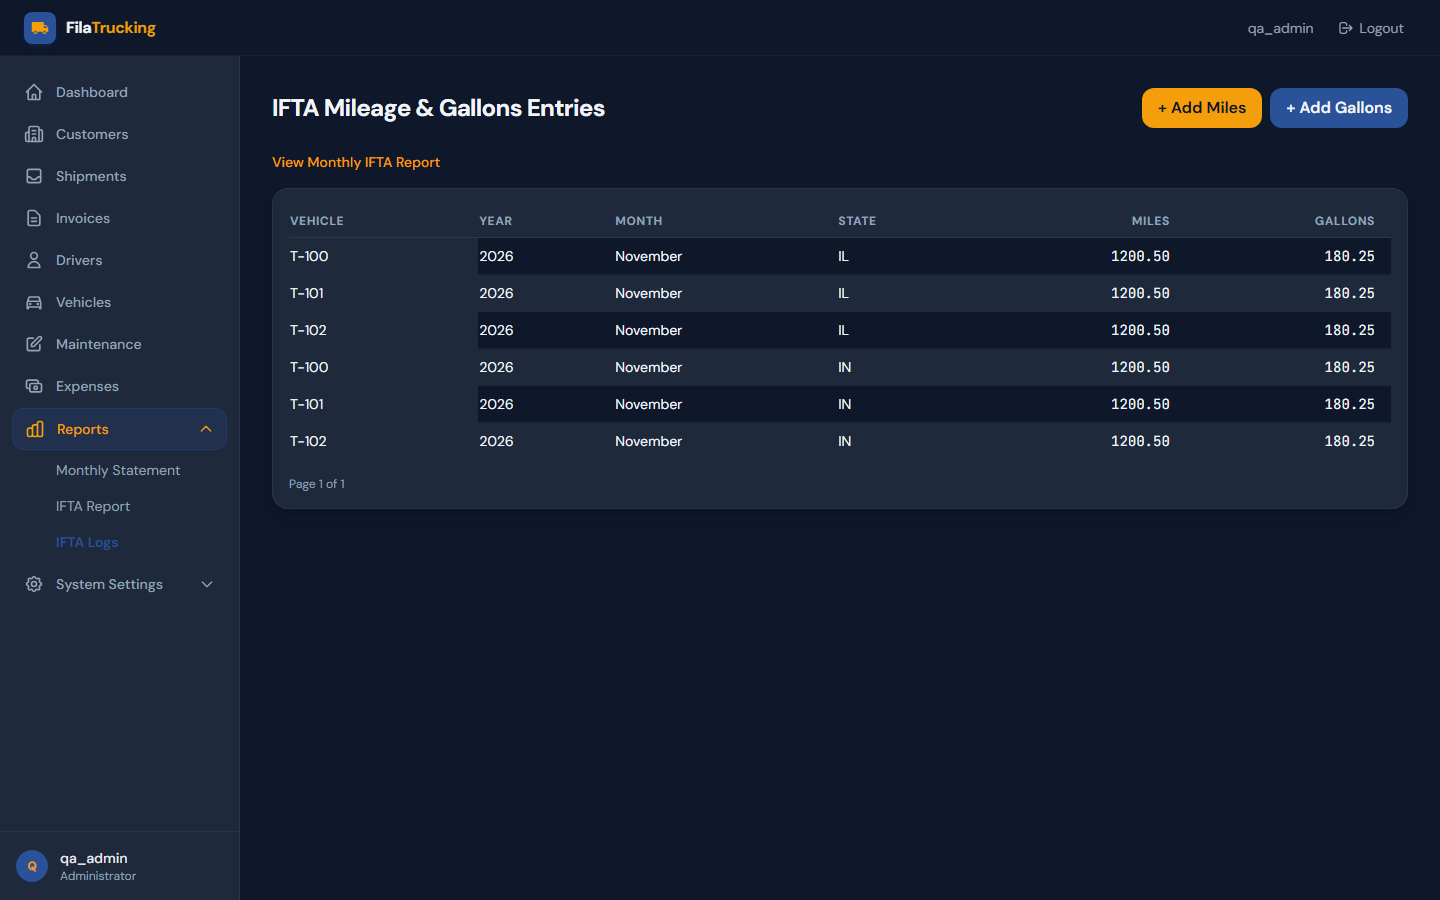 FilaTrucking
qa_admin
Logout
Dashboard
Customers
Shipments
Invoices
Drivers
Vehicles
Maintenance
Expenses
Reports
Monthly Statement
IFTA Report
IFTA Logs
System Settings
Q
qa_admin
Administrator
IFTA Mileage & Gallons Entries
+ Add Miles
+ Add Gallons
View Monthly IFTA Report
VEHICLE YEAR MONTH STATE MILES GALLONS
T-100 2026 November IL 1200.50 180.25
T-101 2026 November IL 1200.50 180.25
T-102 2026 November IL 1200.50 180.25
T-100 2026 November IN 1200.50 180.25
T-101 2026 November IN 1200.50 180.25
T-102 2026 November IN 1200.50 180.25
Page 1 of 1